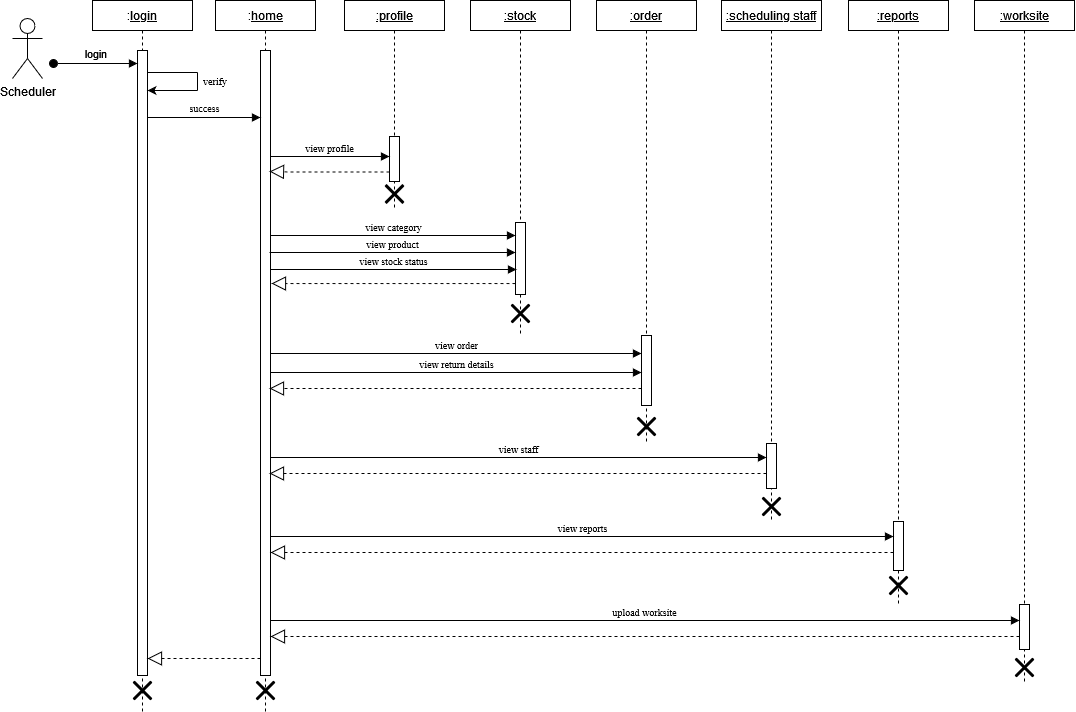 :login
:home
:profile
:stock
:order
:scheduling staff
:reports
:worksite
login
Scheduler
verify
success
view profile
view category
view product
view stock status
view order
view return details
view staff
view reports
upload worksite